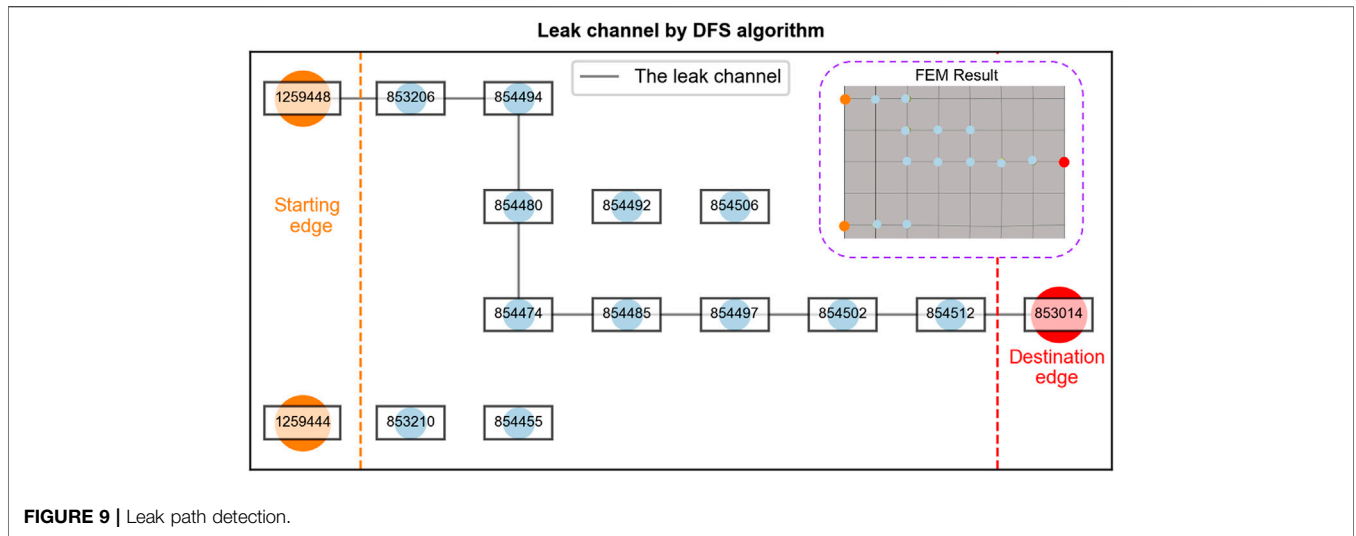 Leak channel by DFS algorithm
1259448
853206
854494
The leak channel
FEM Result
Starting
edge
854480
854492
854506
854474
854485
854497
854502
854512
853014
Destination
edge
1259444
853210
854455
FIGURE 9 | Leak path detection.